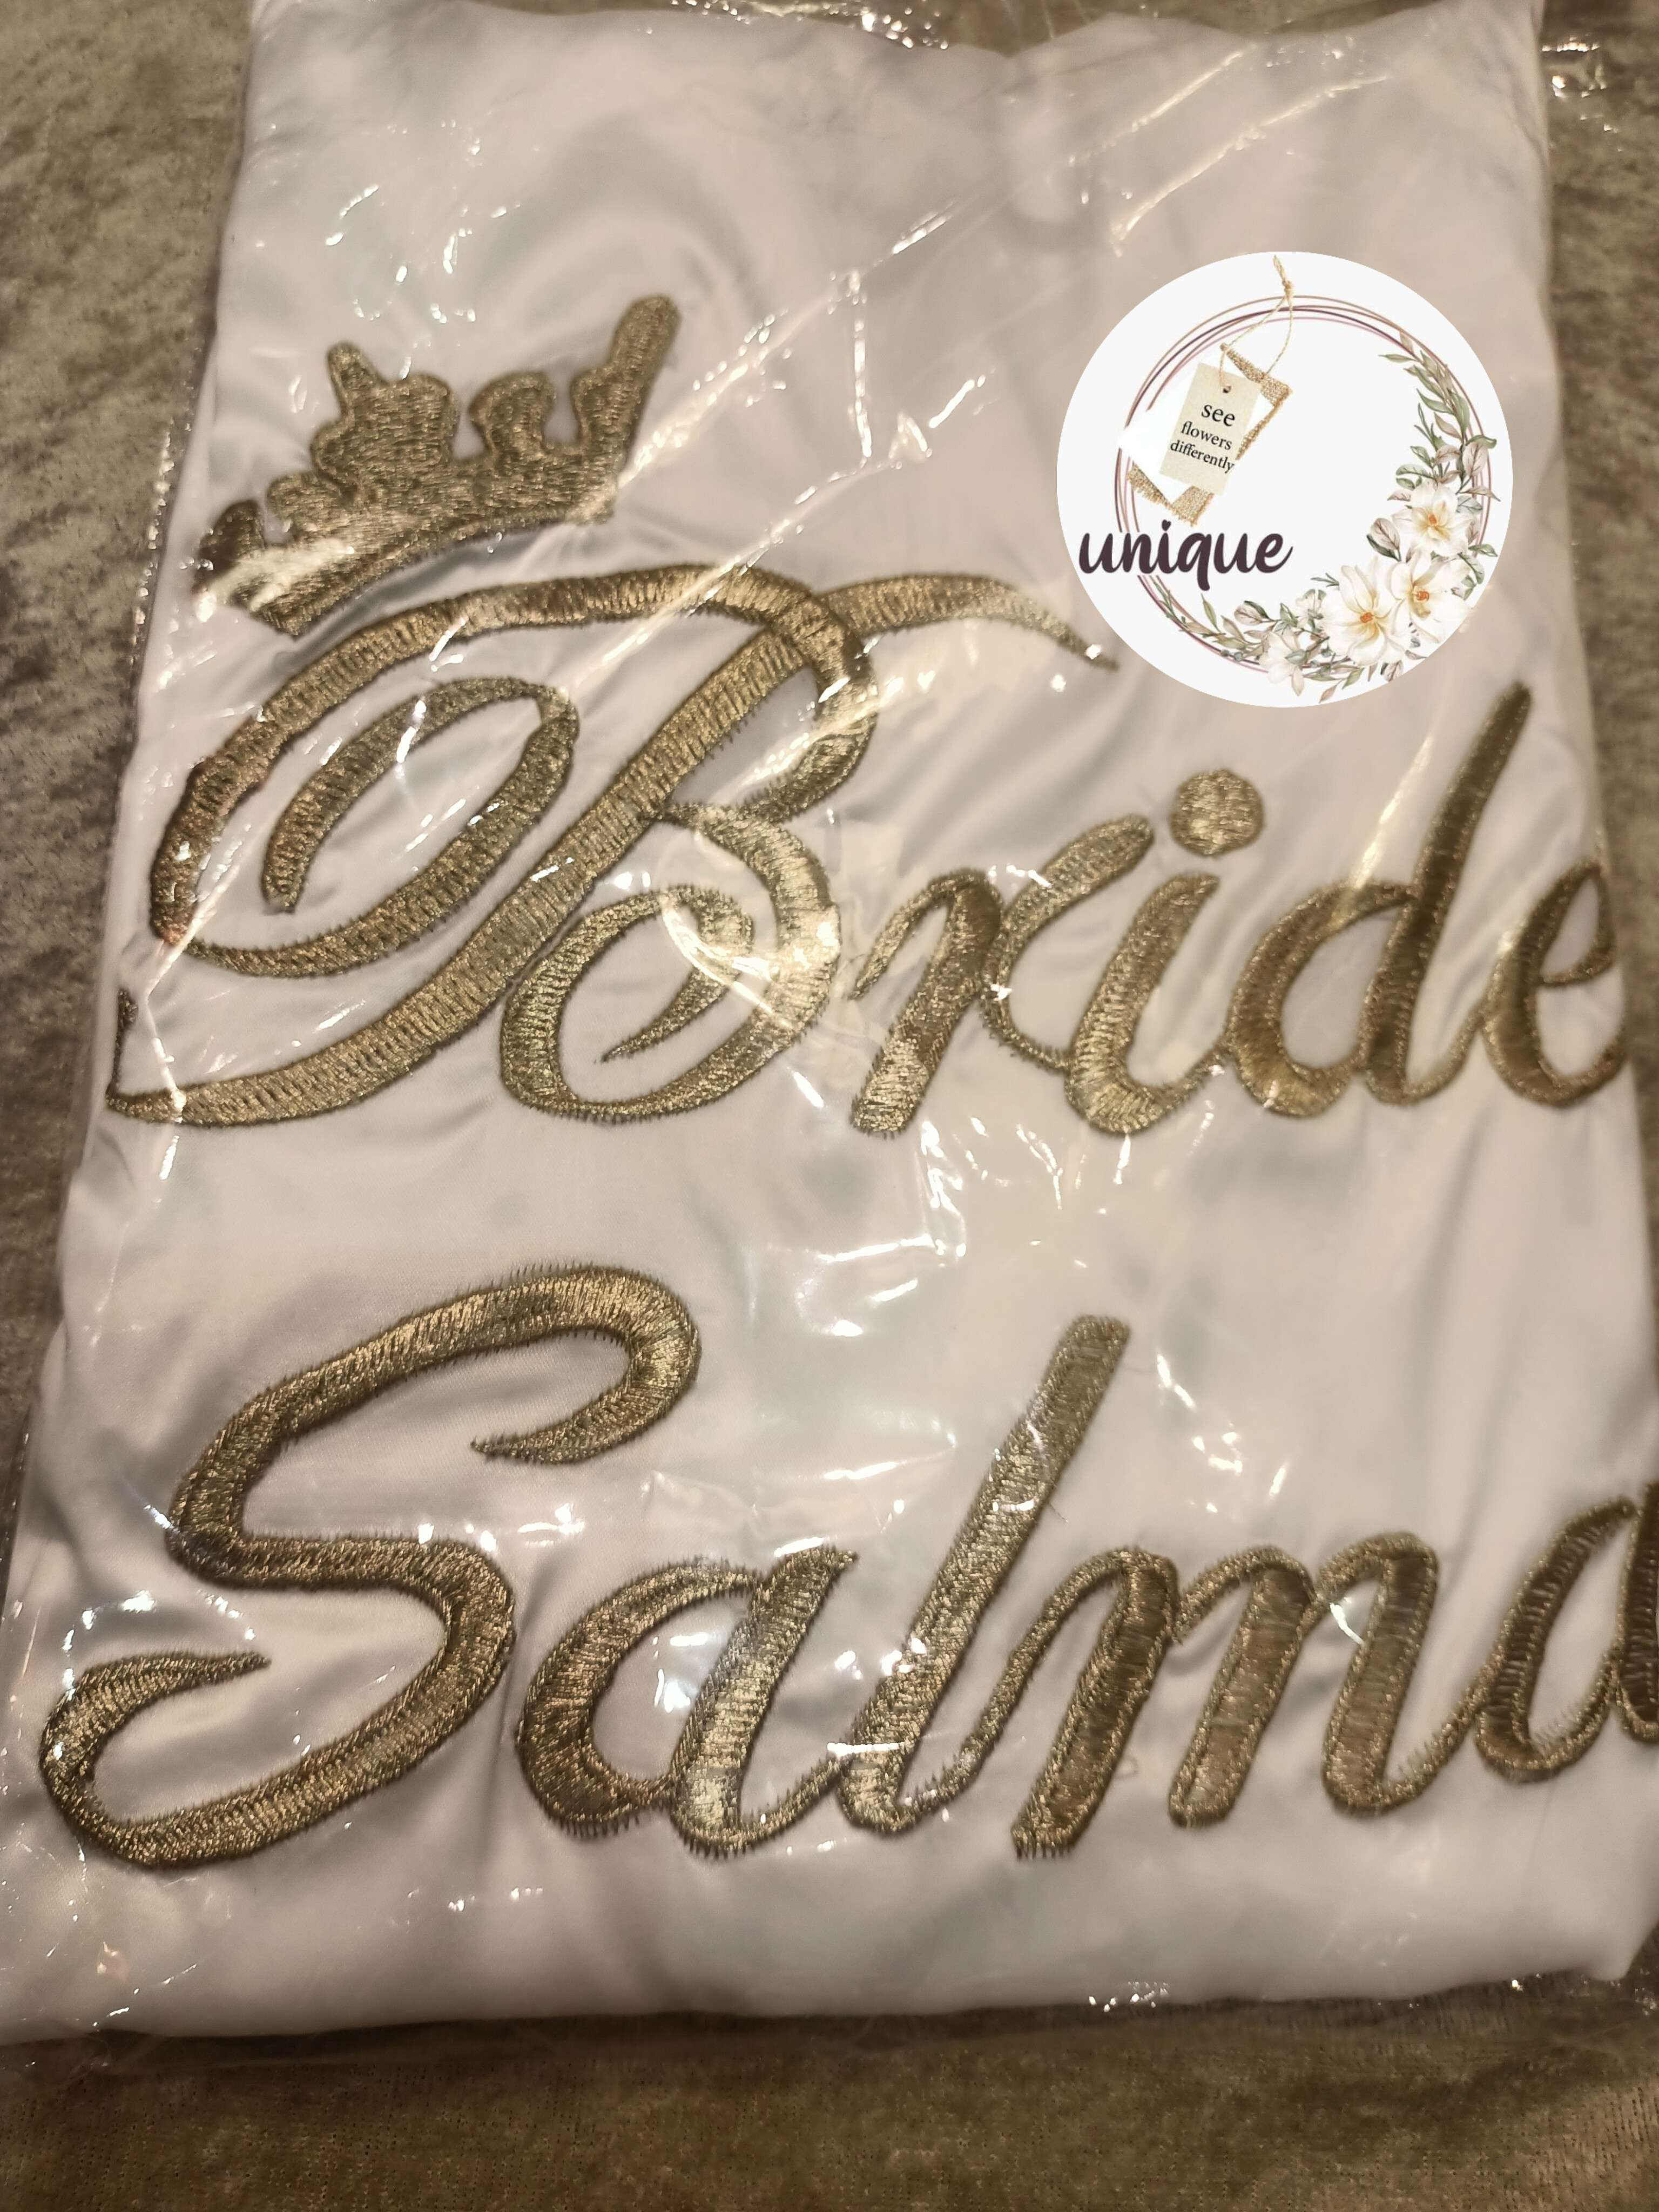 see
flowers
differently
unique
Bride
Salma